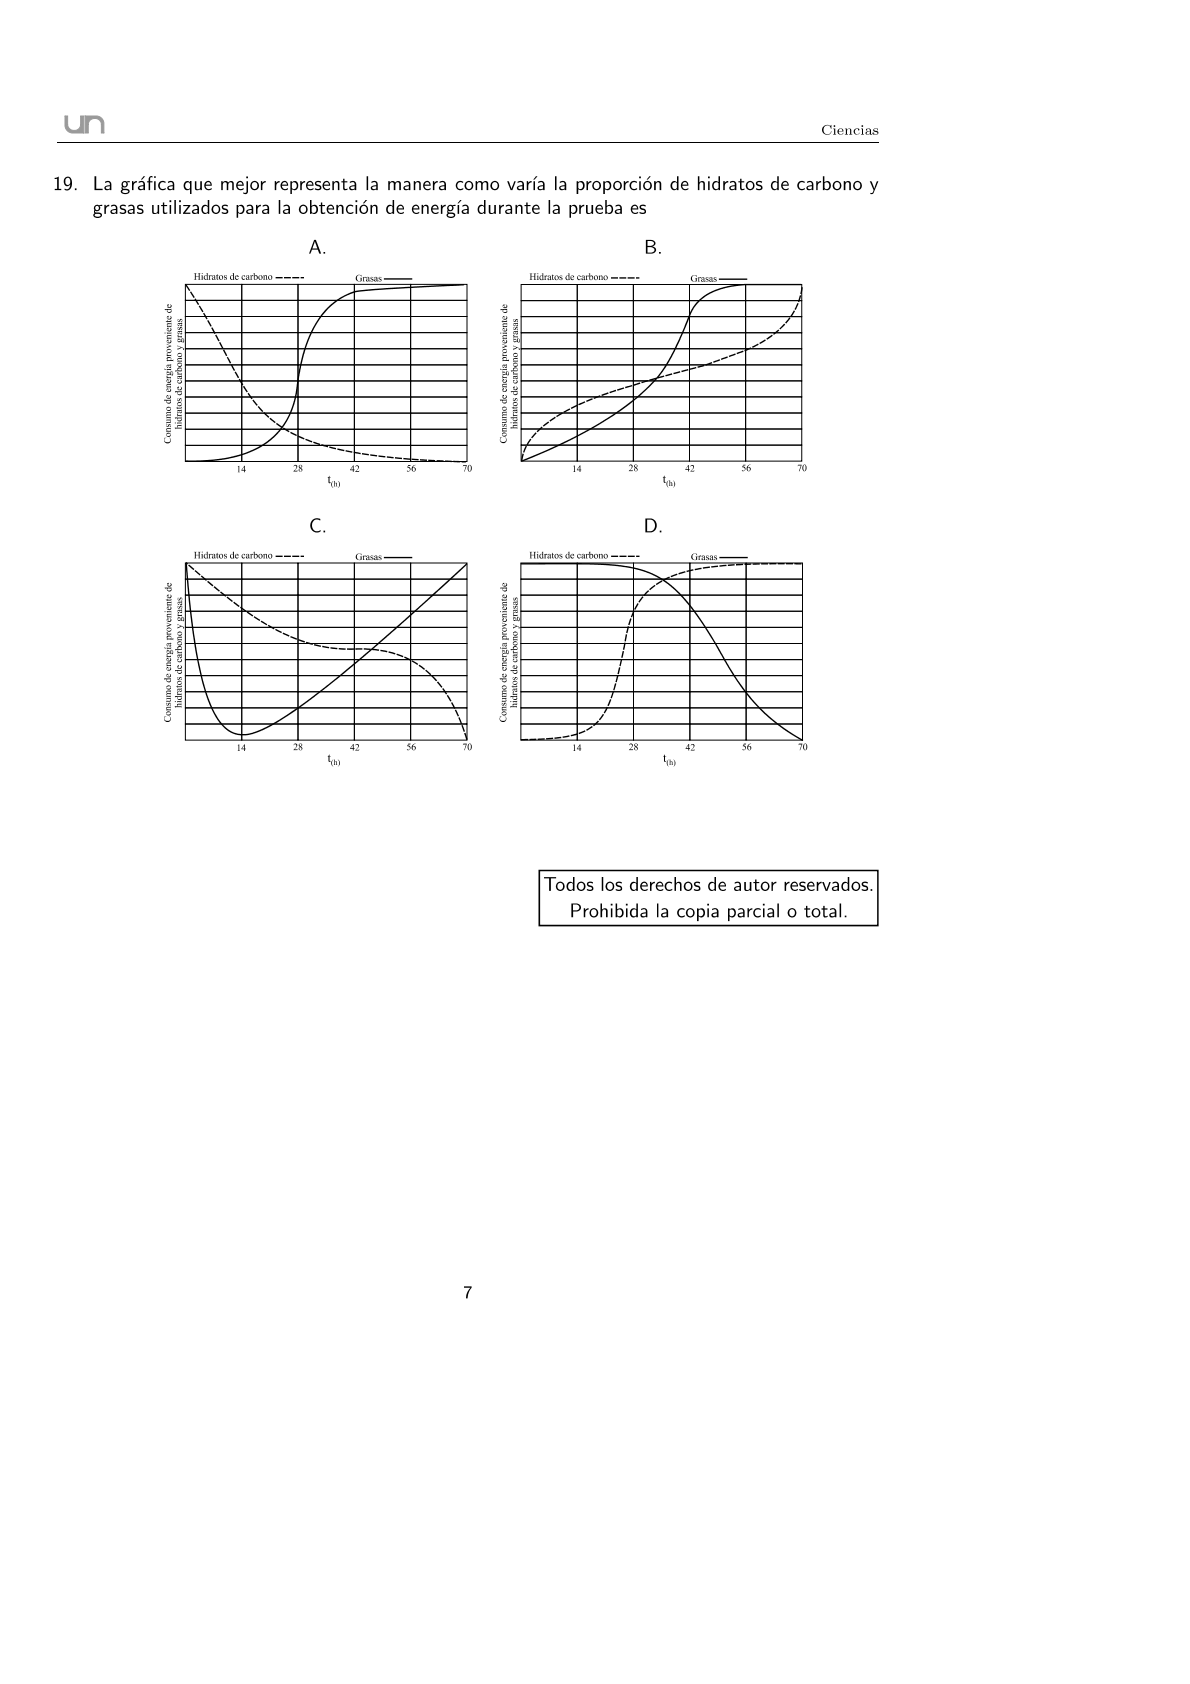 un
Ciencias
19. La gráfica que mejor representa la manera como varía la proporción de hidratos de carbono y
grasas utilizados para la obtención de energía durante la prueba es
A.
Hidratos de carbono
Grasas
Consumo de energía proveniente de
hidratos de carbono y grasas
14 28 42 56 70
t(h)
B.
Hidratos de carbono
Grasas
Consumo de energía proveniente de
hidratos de carbono y grasas
14 28 42 56 70
t(h)
C.
Hidratos de carbono
Grasas
Consumo de energía proveniente de
hidratos de carbono y grasas
14 28 42 56 70
t(h)
D.
Hidratos de carbono
Grasas
Consumo de energía proveniente de
hidratos de carbono y grasas
14 28 42 56 70
t(h)
Todos los derechos de autor reservados.
Prohibida la copia parcial o total.
7